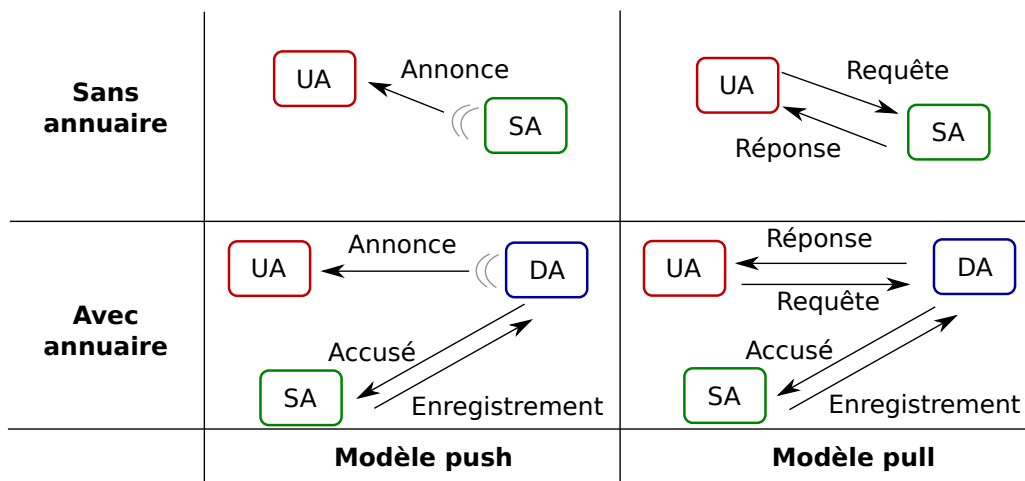 Sans
annuaire
UA
Annonce
SA
UA
Requête
Réponse
SA
Avec
annuaire
UA
Annonce
DA
Accusé
SA
Enregistrement
UA
Réponse
Requête
DA
Accusé
SA
Enregistrement
Modèle push
Modèle pull